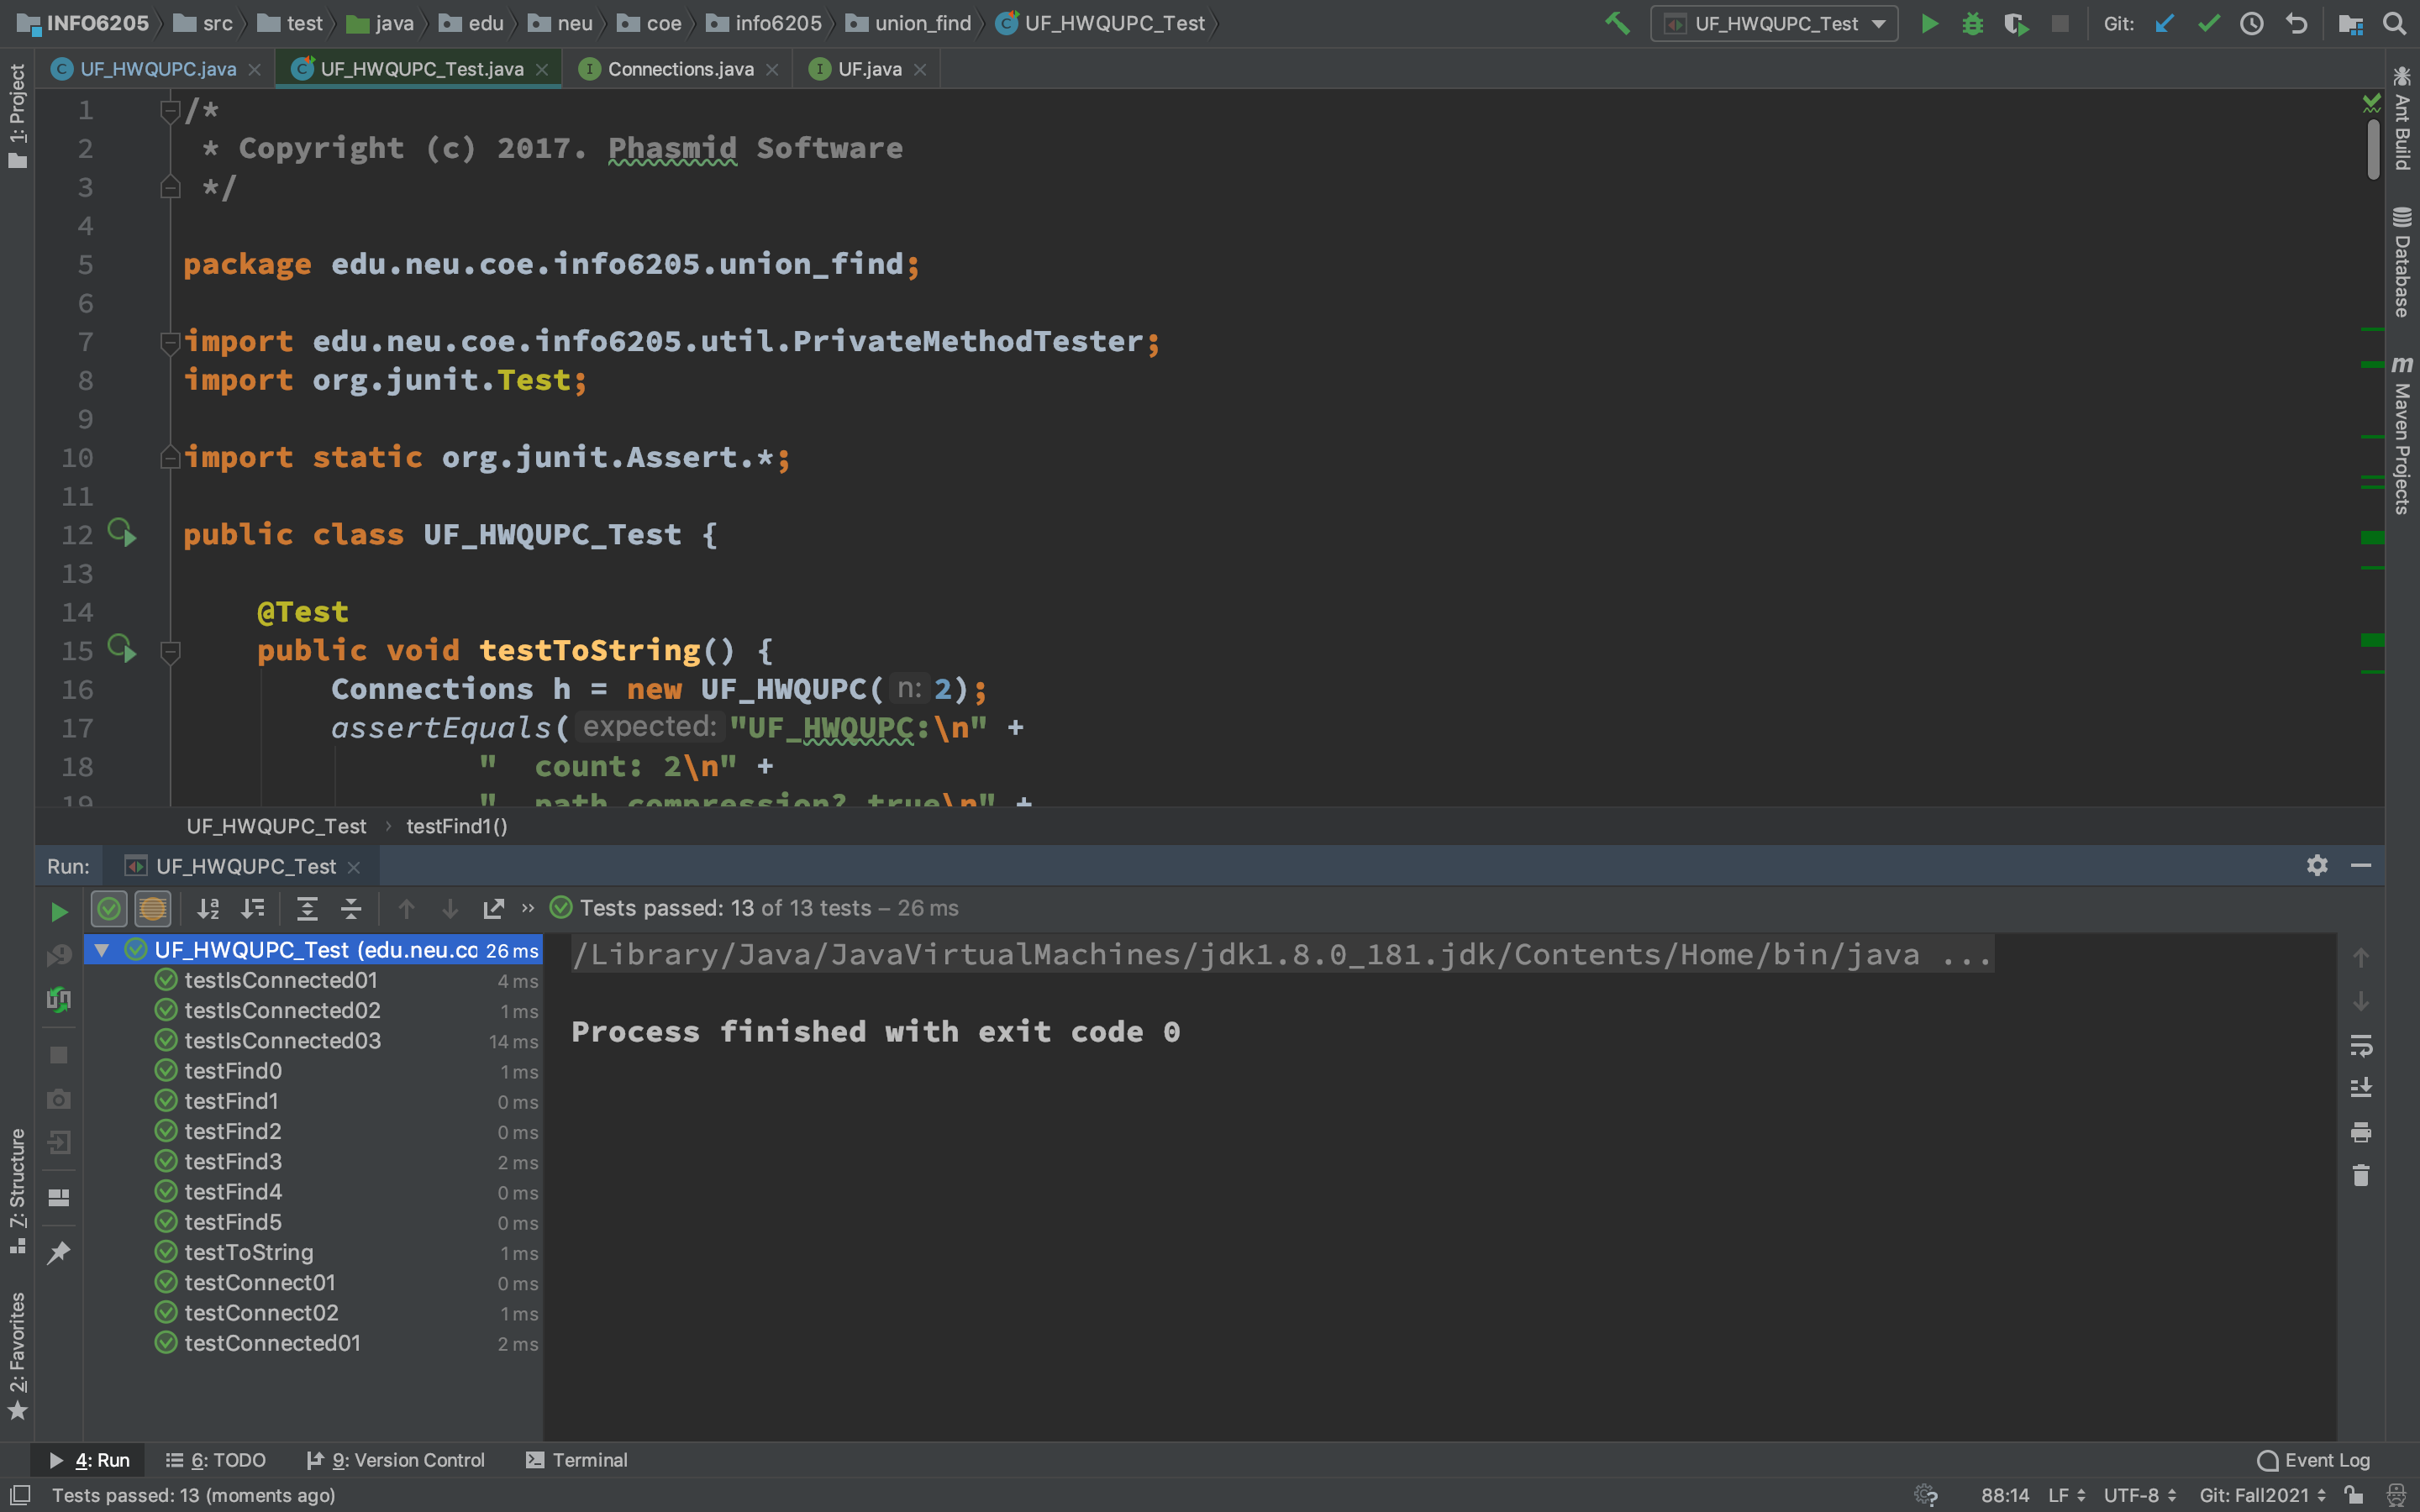 INFO6205 src test java edu neu coe info6205 union_find UF_HWQUPC_Test UF_HWQUPC_Test Git:
UF_HWQUPC.java UF_HWQUPC_Test.java Connections.java UF.java
1: Project
7: Structure
2: Favorites
Ant Build
Database
m Maven Projects
1 /*
2 * Copyright (c) 2017. Phasmid Software
3 */
4
5 package edu.neu.coe.info6205.union_find;
6
7 import edu.neu.coe.info6205.util.PrivateMethodTester;
8 import org.junit.Test;
9
10 import static org.junit.Assert.*;
11
12 public class UF_HWQUPC_Test {
13
14 @Test
15 public void testToString() {
16 Connections h = new UF_HWQUPC( n: 2);
17 assertEquals( expected: "UF_HWQUPC:\n" +
18 "  count: 2\n" +
19 "  path compression? true\n" +
UF_HWQUPC_Test › testFind1()
Run: UF_HWQUPC_Test
Tests passed: 13 of 13 tests – 26 ms
UF_HWQUPC_Test (edu.neu.co 26 ms
testIsConnected01 4 ms
testIsConnected02 1 ms
testIsConnected03 14 ms
testFind0 1 ms
testFind1 0 ms
testFind2 0 ms
testFind3 2 ms
testFind4 0 ms
testFind5 0 ms
testToString 1 ms
testConnect01 0 ms
testConnect02 1 ms
testConnected01 2 ms
/Library/Java/JavaVirtualMachines/jdk1.8.0_181.jdk/Contents/Home/bin/java ...
Process finished with exit code 0
4: Run 6: TODO 9: Version Control Terminal Event Log
Tests passed: 13 (moments ago) 88:14 LF UTF-8 Git: Fall2021